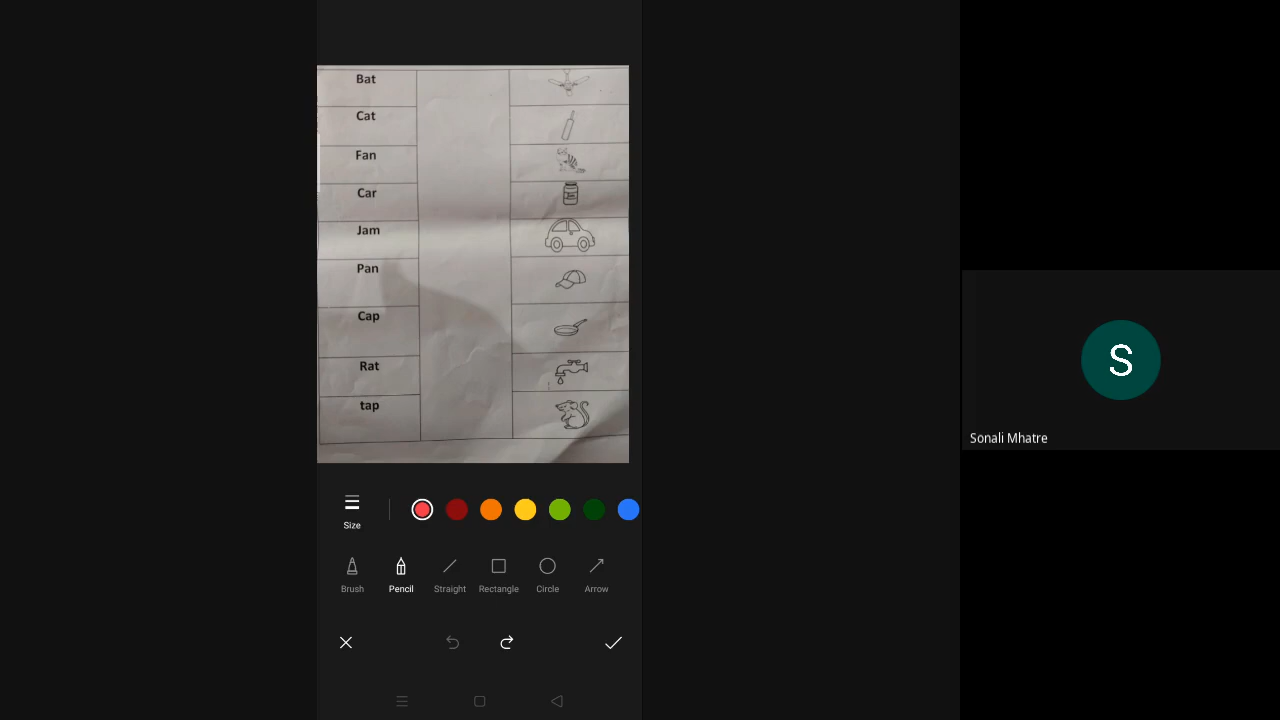 Bat
Cat
Fan
Car
Jam
Pan
Cap
Rat
tap
Size
Brush
Pencil
Straight
Rectangle
Circle
Arrow
S
Sonali Mhatre